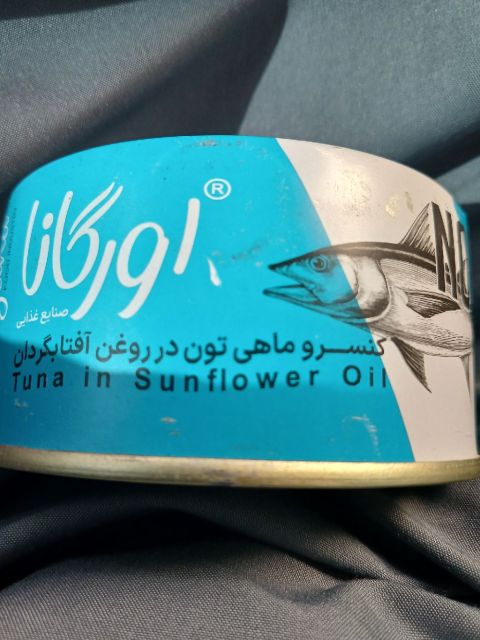 اورگانا®
صنایع غذایی
کنسرو ماهی تون در روغن آفتابگردان
Tuna in Sunflower Oil